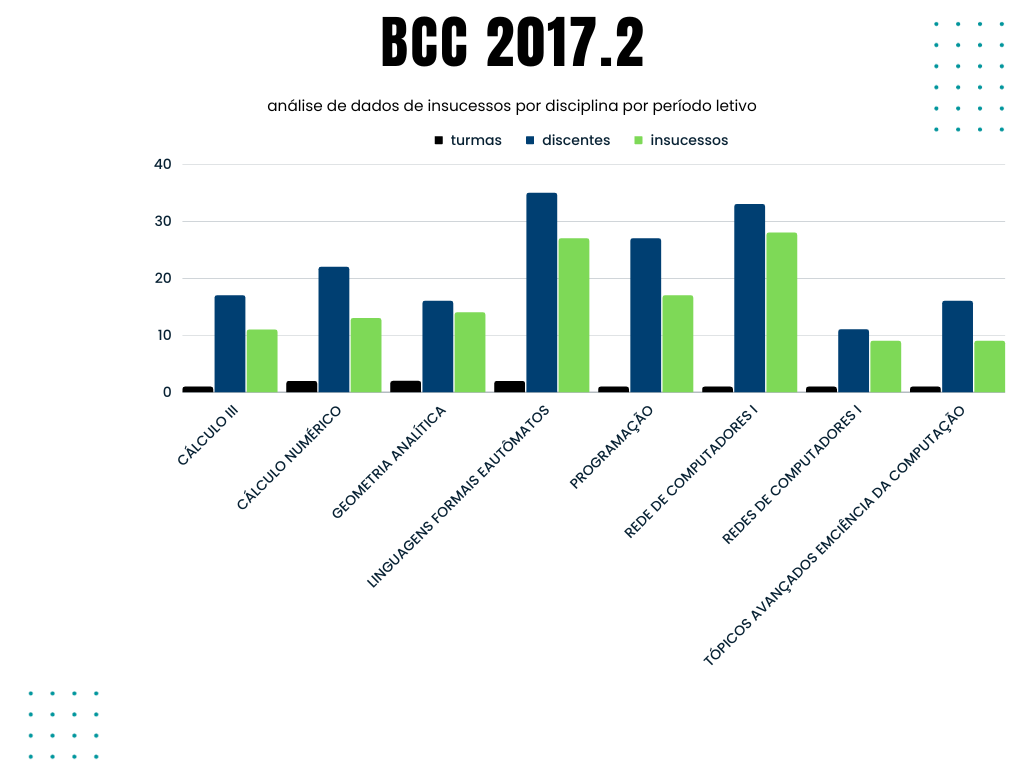 BCC 2017.2
análise de dados de insucessos por disciplina por período letivo
turmas discentes insucessos
40
30
20
10
0
CÁLCULO III
CÁLCULO NUMÉRICO
GEOMETRIA ANALÍTICA
LINGUAGENS FORMAIS EAUTÔMATOS
PROGRAMAÇÃO
REDE DE COMPUTADORES I
REDES DE COMPUTADORES I
TÓPICOS AVANÇADOS EMCIÊNCIA DA COMPUTAÇÃO